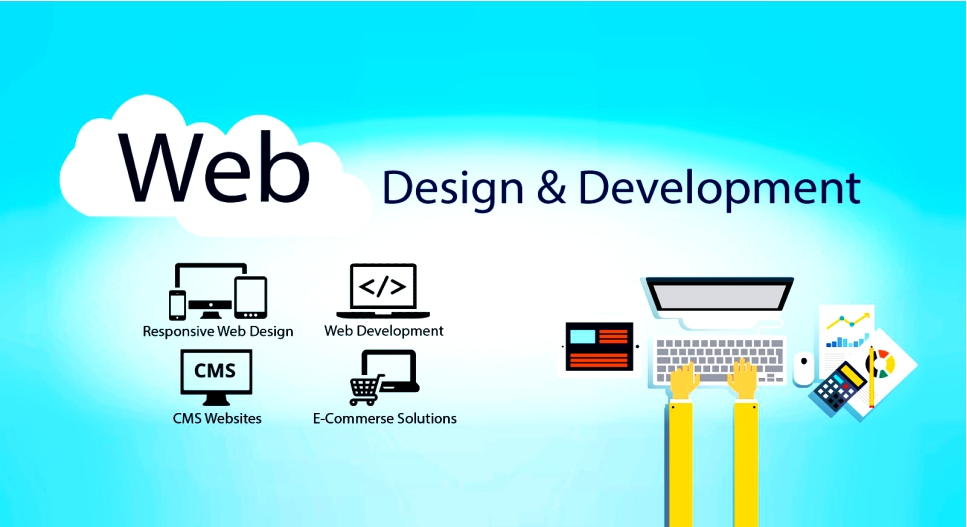 Web
Design & Development
</>
Responsive Web Design
Web Development
CMS
CMS Websites
E-Commerse Solutions